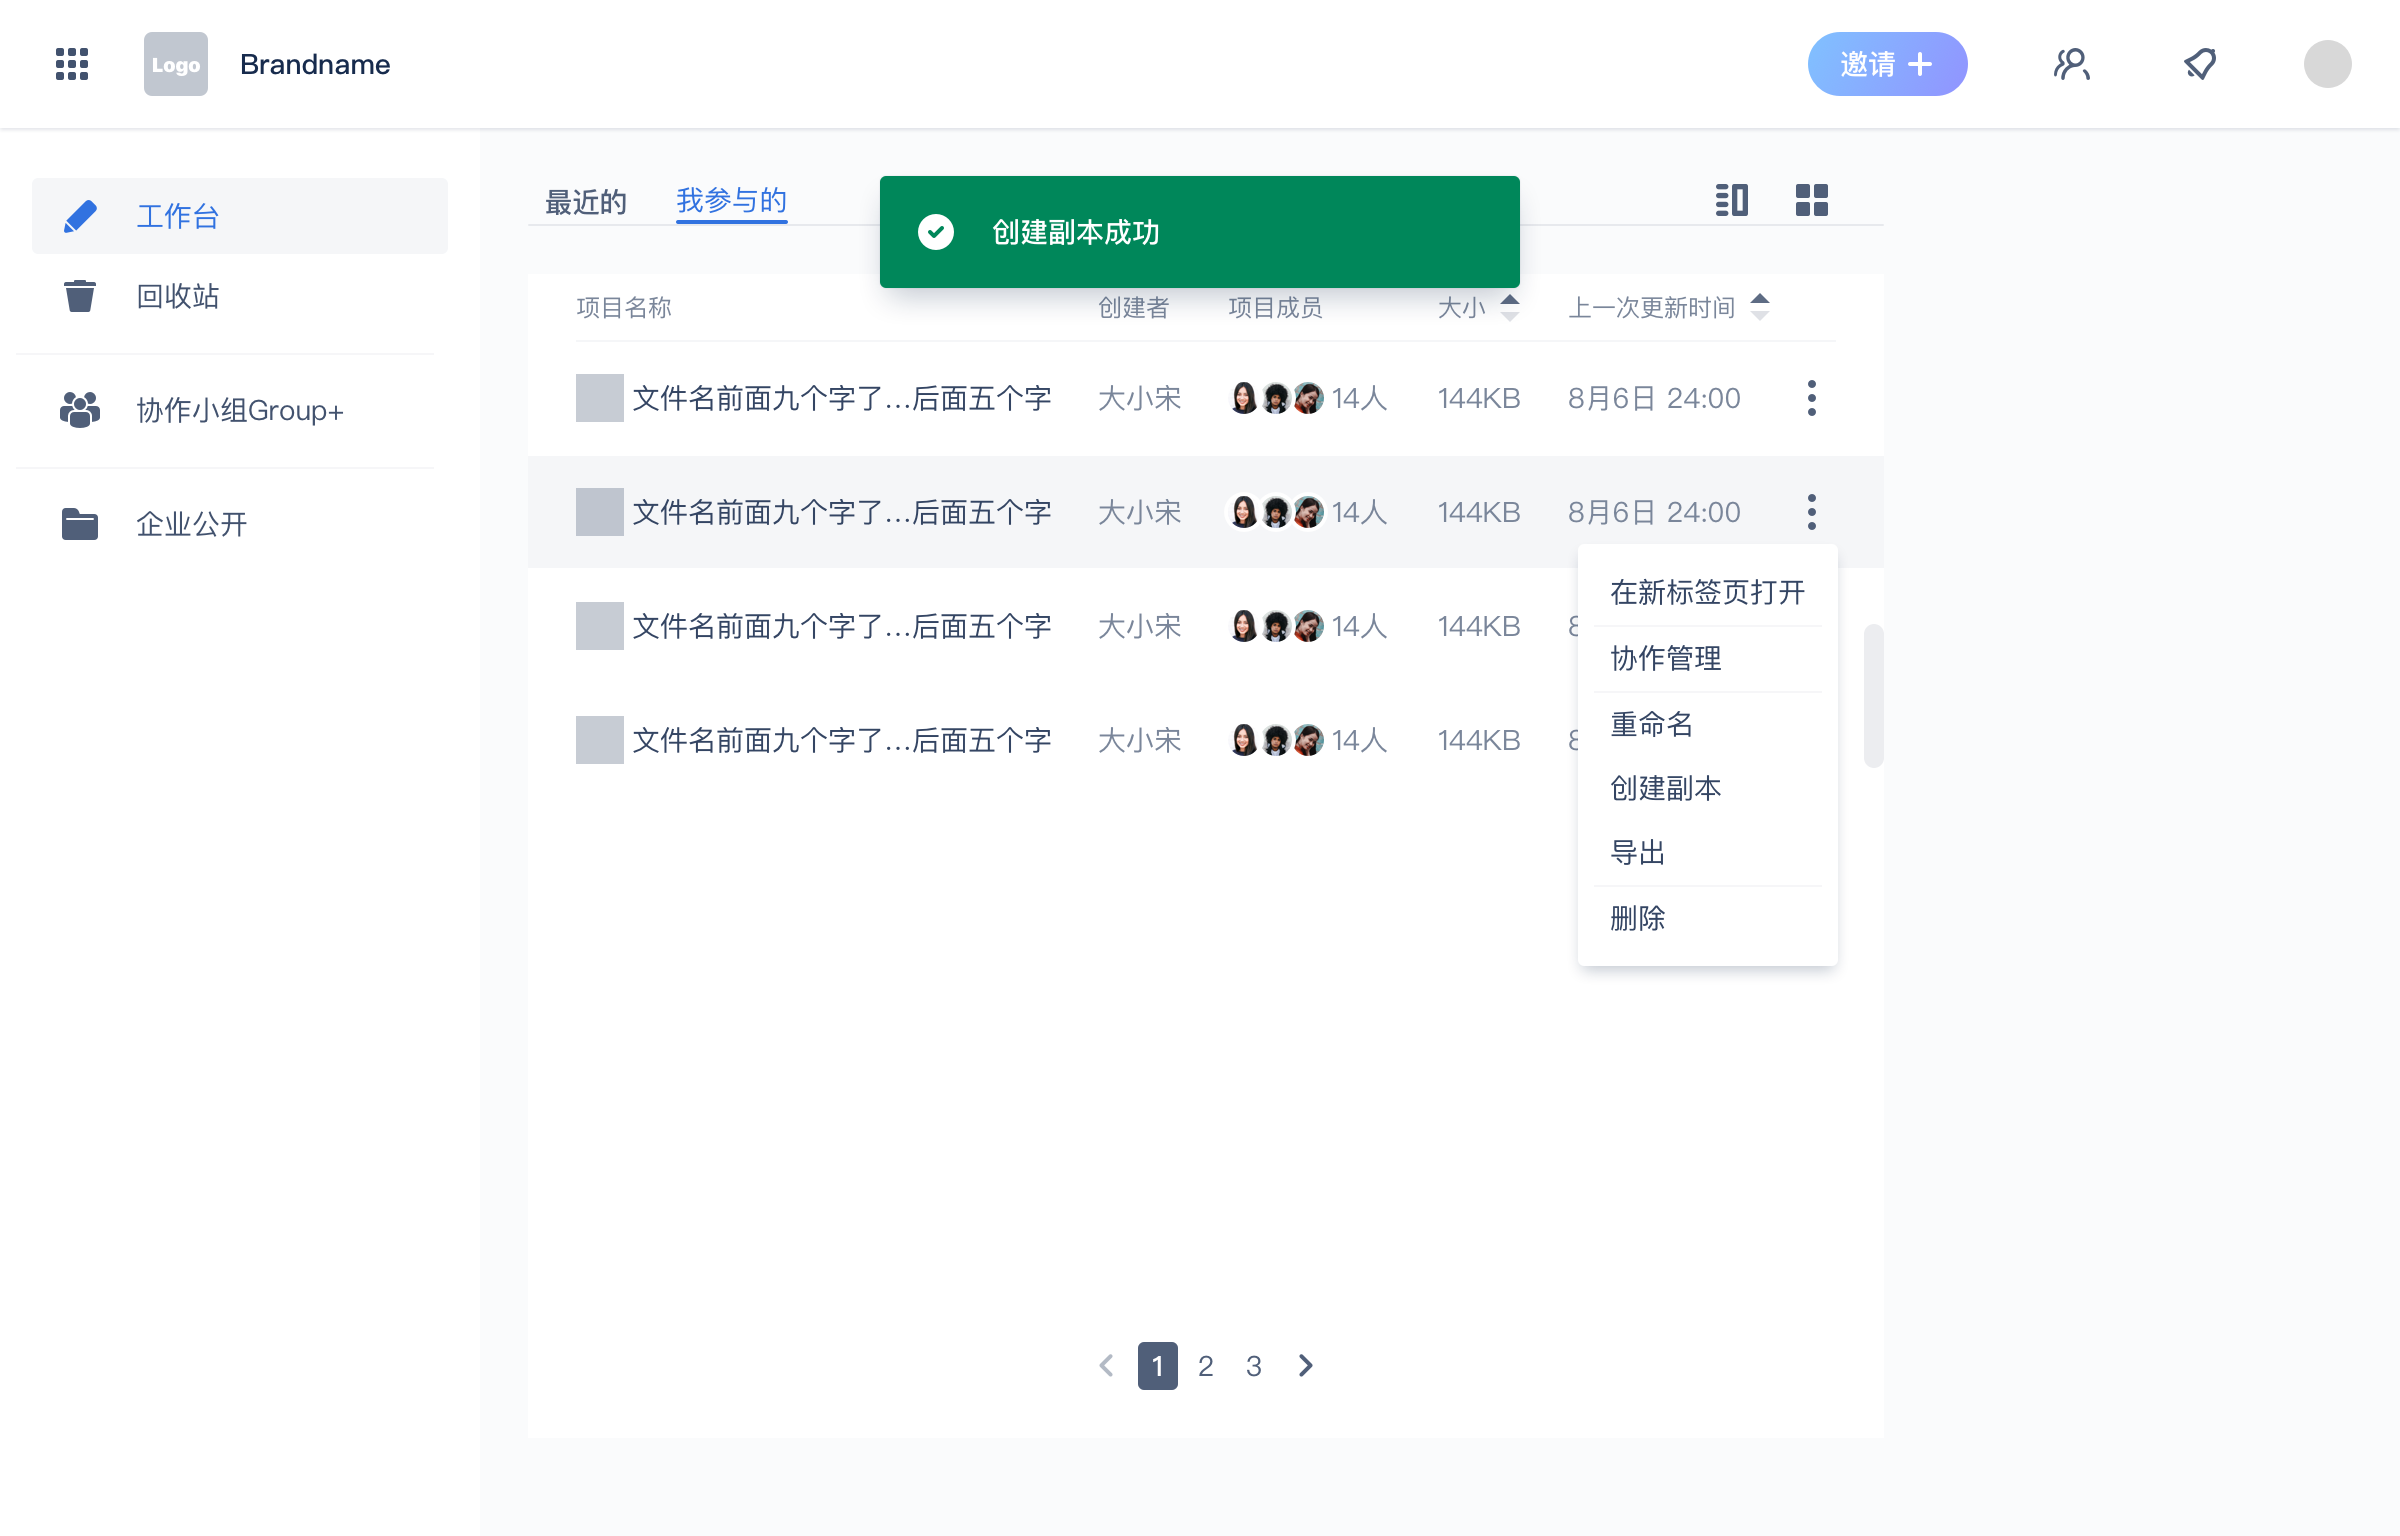 Logo
Brandname
邀请
工作台
回收站
协作小组Group+
企业公开
最近的
我参与的
创建副本成功
项目名称
创建者
项目成员
大小
上一次更新时间
文件名前面九个字了...后面五个字
大小宋
14人
144KB
8月6日 24:00
文件名前面九个字了...后面五个字
大小宋
14人
144KB
8月6日 24:00
文件名前面九个字了...后面五个字
大小宋
14人
144KB
文件名前面九个字了...后面五个字
大小宋
14人
144KB
在新标签页打开
协作管理
重命名
创建副本
导出
删除
1
2
3